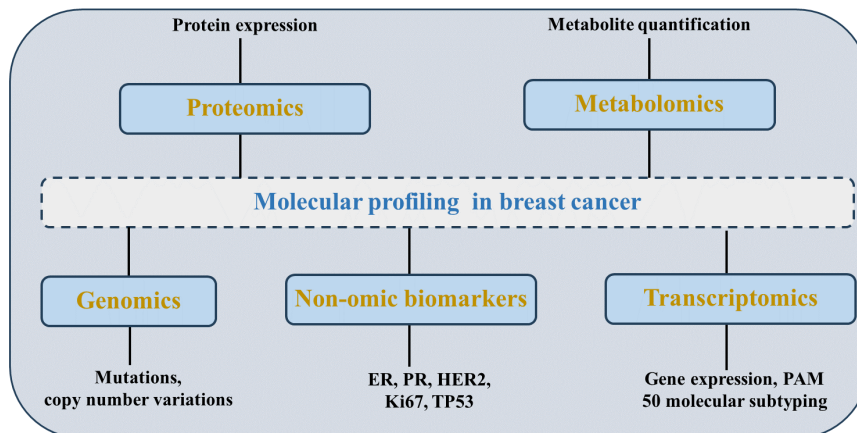 Protein expression
Metabolite quantification
Proteomics
Metabolomics
Molecular profiling in breast cancer
Genomics
Non-omic biomarkers
Transcriptomics
Mutations,
copy number variations
ER, PR, HER2,
Ki67, TP53
Gene expression, PAM
50 molecular subtyping